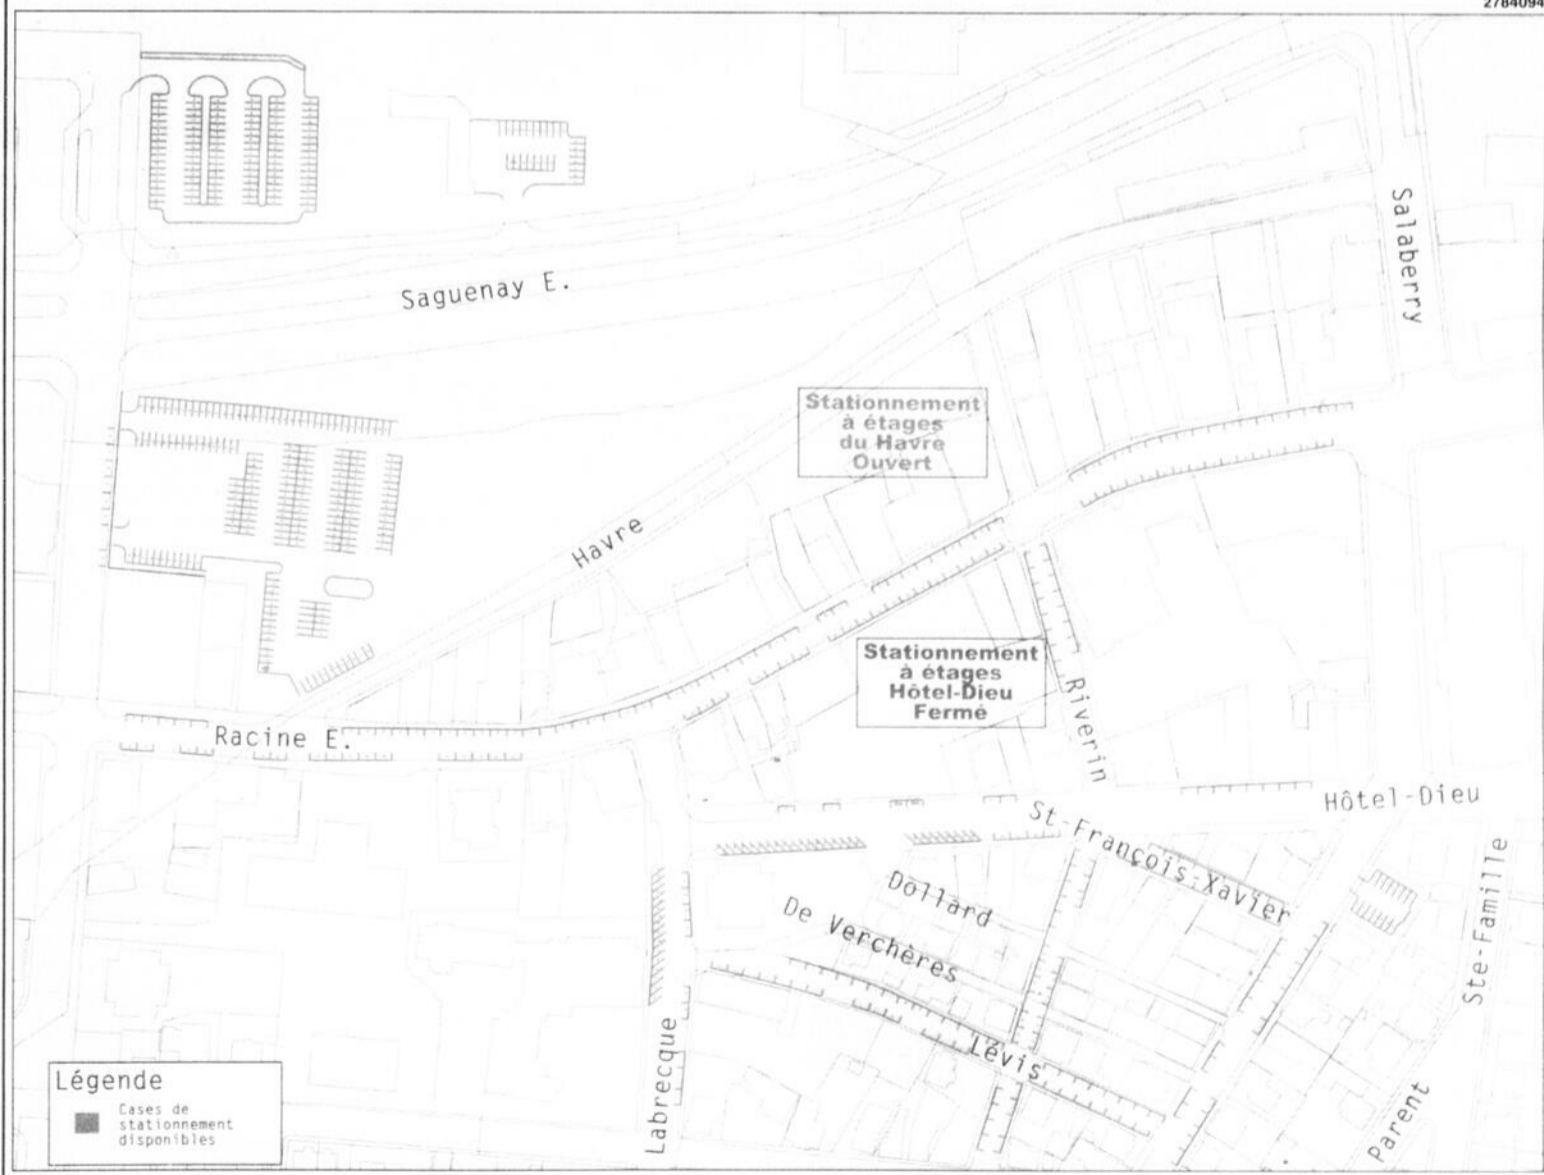 2784094
Salaberry
Saguenay E.
Stationnement
à étages
du Havre
Ouvert
Havre
Stationnement
à étages
Hôtel-Dieu
Fermé
Riverin
Racine E.
Hôtel-Dieu
St-François-Xavier
Dollard
De Verchères
Ste-Famille
Lévis
Labrecque
Parent
Légende
Cases de
stationnement
disponibles